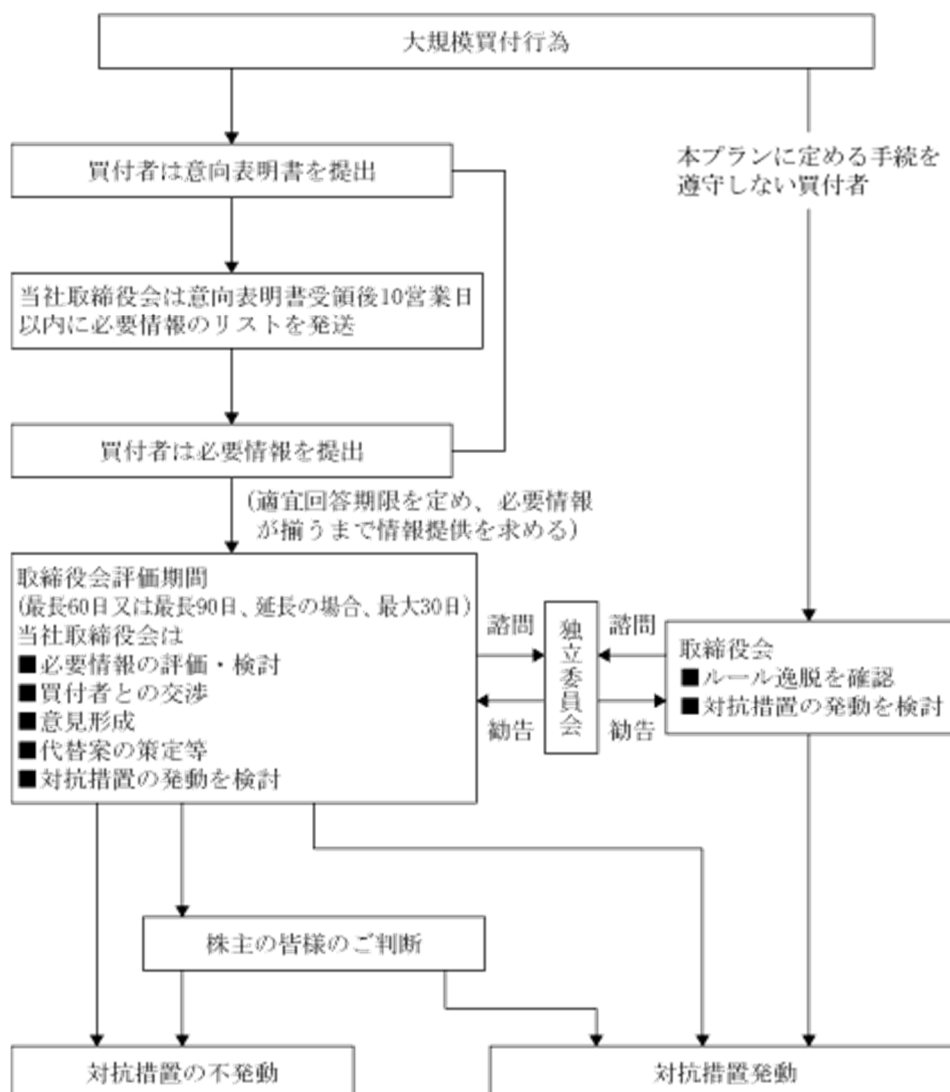 大規模買付行為
買付者は意向表明書を提出
本プランに定める手続を
遵守しない買付者
当社取締役会は意向表明書受領後10営業日
以内に必要情報のリストを発送
買付者は必要情報を提出
(適宜回答期限を定め、必要情報
が揃うまで情報提供を求める)
取締役会評価期間
(最長60日又は最長90日、延長の場合、最大30日)
当社取締役会は
■必要情報の評価・検討
■買付者との交渉
■意見形成
■代替案の策定等
■対抗措置の発動を検討
諮問
勧告
独立委員会
諮問
勧告
取締役会
■ルール逸脱を確認
■対抗措置の発動を検討
株主の皆様のご判断
対抗措置の不発動
対抗措置発動